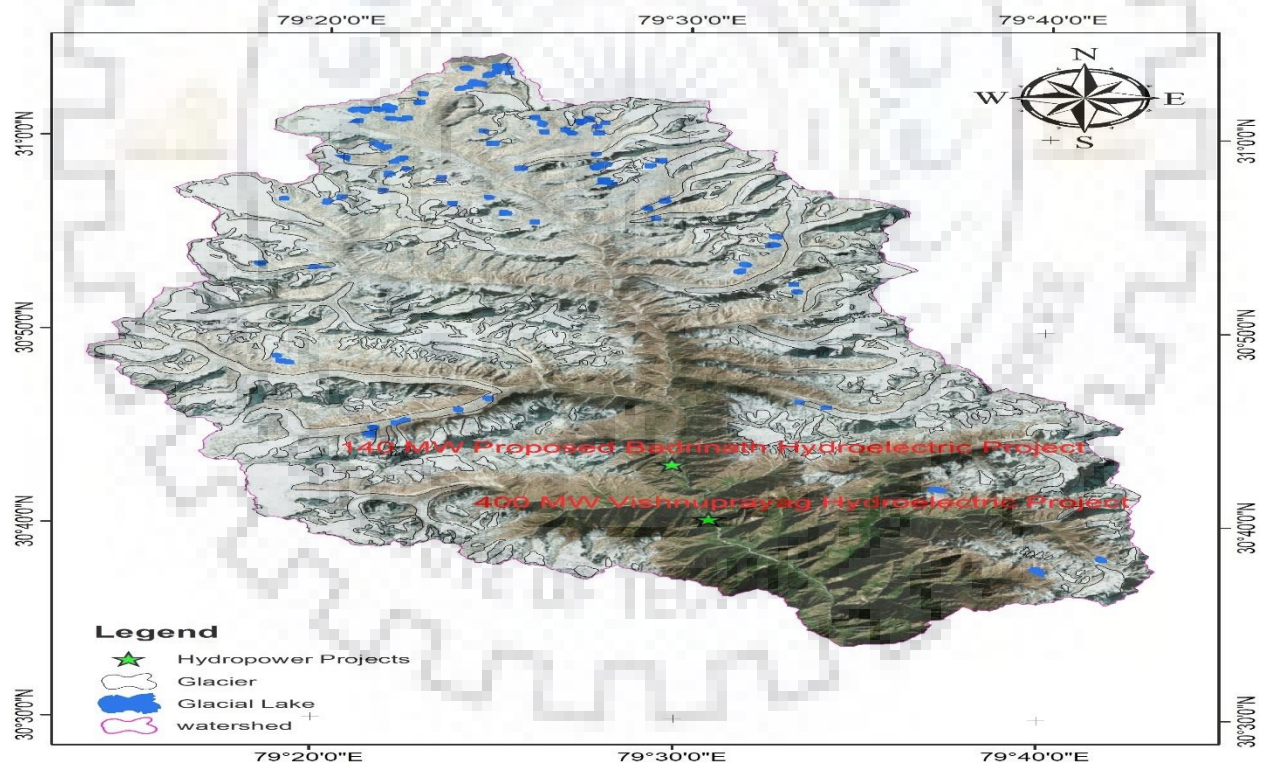 79°20'0"E 79°30'0"E 79°40'0"E
N
W E
S
31°0'0"N 31°0'0"N
30°50'0"N 30°50'0"N
140 MW Proposed Badrinath Hydroelectric Project
400 MW Vishnuprayag Hydroelectric Project
30°40'0"N 30°40'0"N
Legend
Hydropower Projects
Glacier
Glacial Lake
watershed
30°30'0"N 30°30'0"N
79°20'0"E 79°30'0"E 79°40'0"E